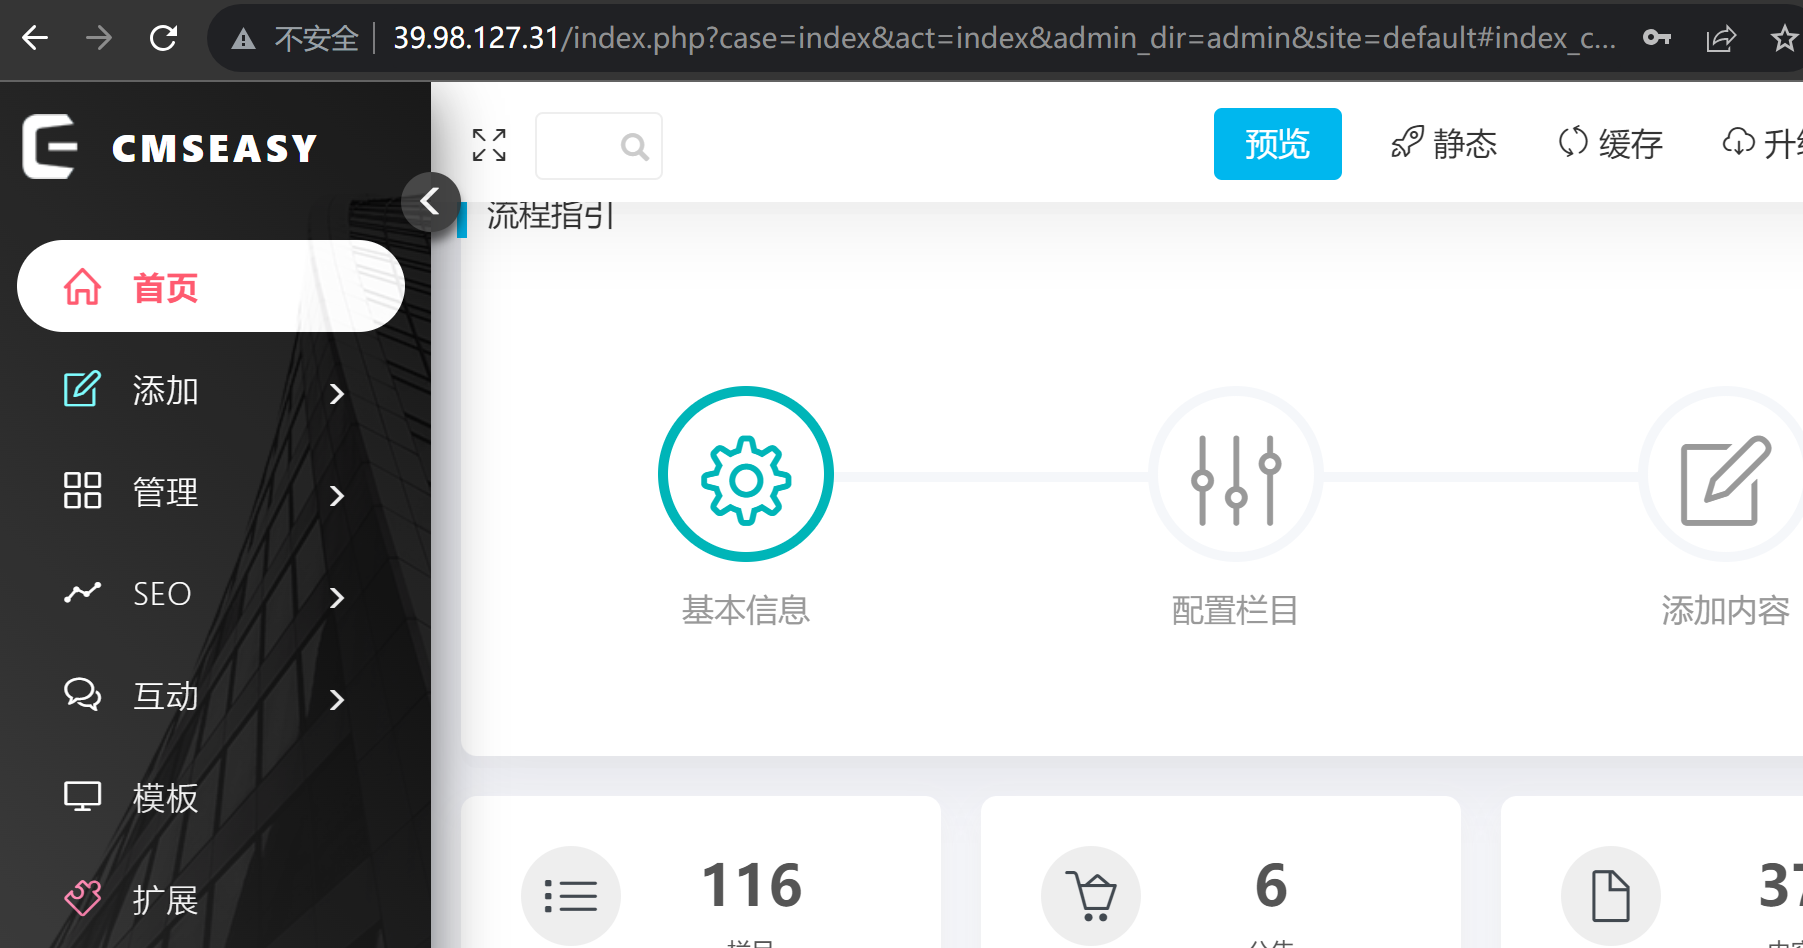 不安全 39.98.127.31/index.php?case=index&act=index&admin_dir=admin&site=default#index_c...
CMSEASY
预览 静态 缓存 升
流程指引
首页
添加
管理
SEO
互动
模板
扩展
基本信息 配置栏目 添加内容
116 6 37
栏目